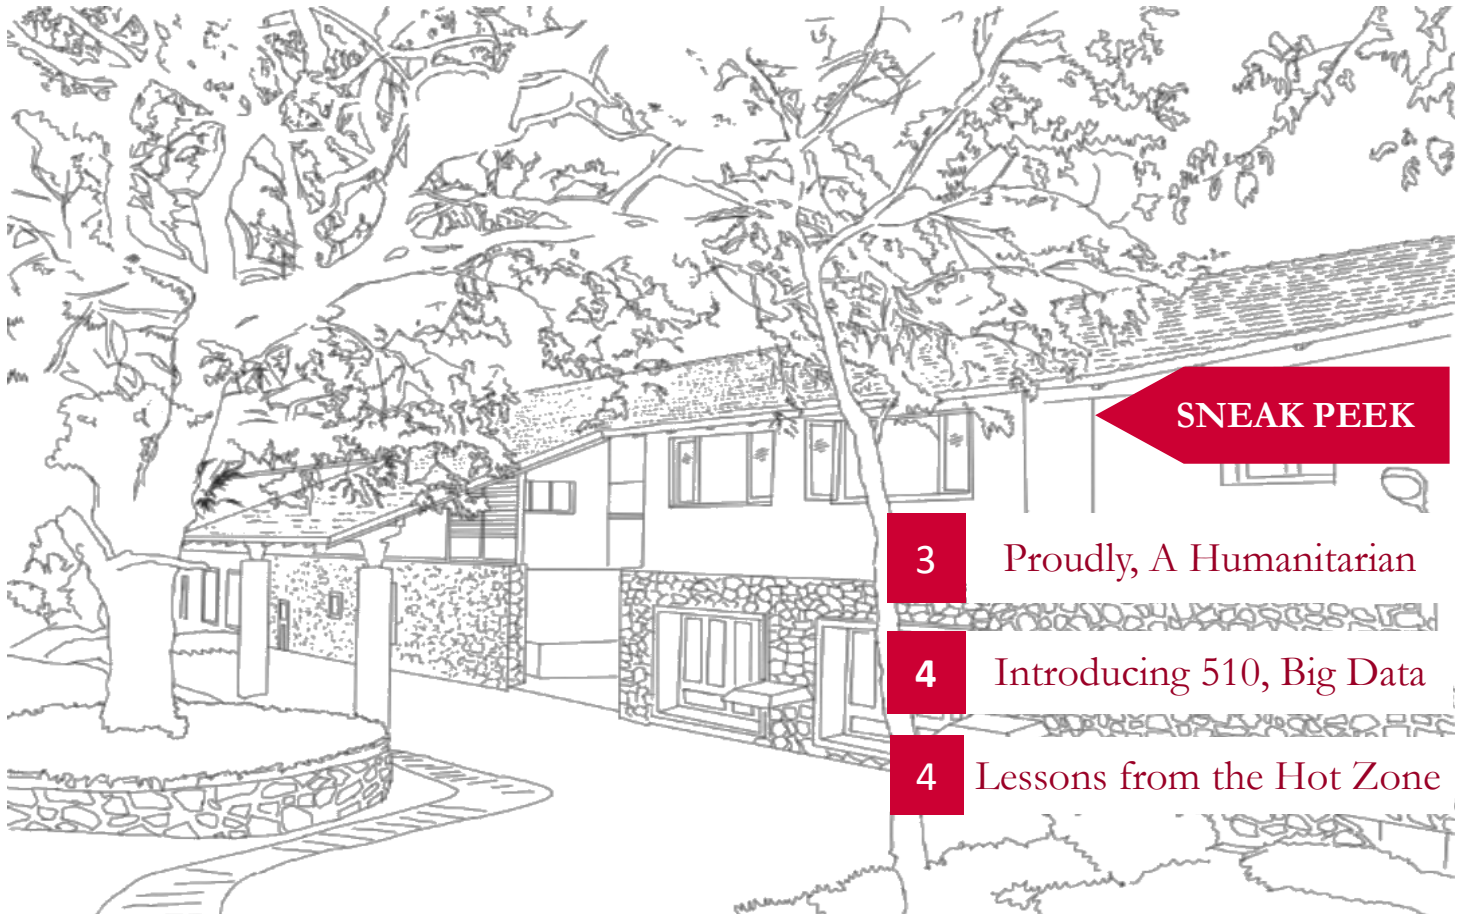 SNEAK PEEK
3 Proudly, A Humanitarian
4 Introducing 510, Big Data
4 Lessons from the Hot Zone